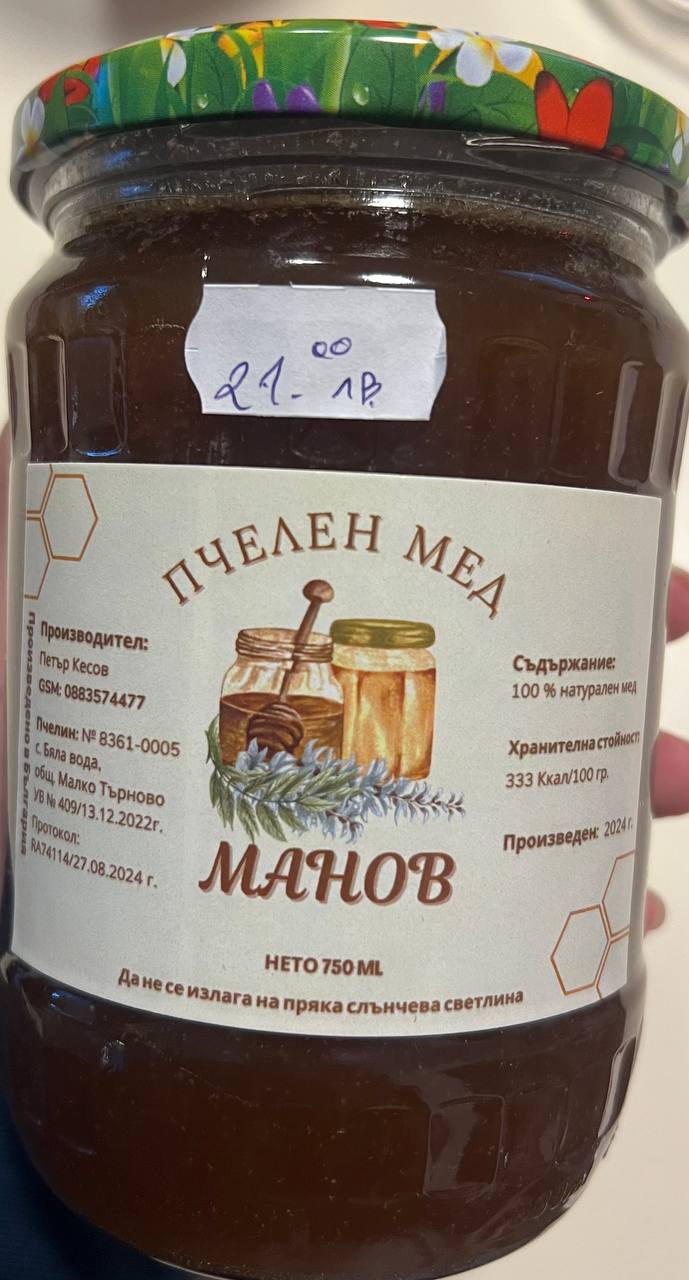 21.00 лв.
ПЧЕЛЕН МЕД
Производител:
Петър Кесов
GSM: 0883574477
Пчелин: № 8361-0005
с. Бяла вода,
общ. Малко Търново
УВ № 409/13.12.2022г.
Протокол:
RA74114/27.08.2024 г.
Произведено в България
Съдържание:
100 % натурален мед
Хранителна стойност:
333 Ккал/100 гр.
Произведен: 2024 г.
МАНОВ
НЕТО 750 ML
Да не се излага на пряка слънчева светлина